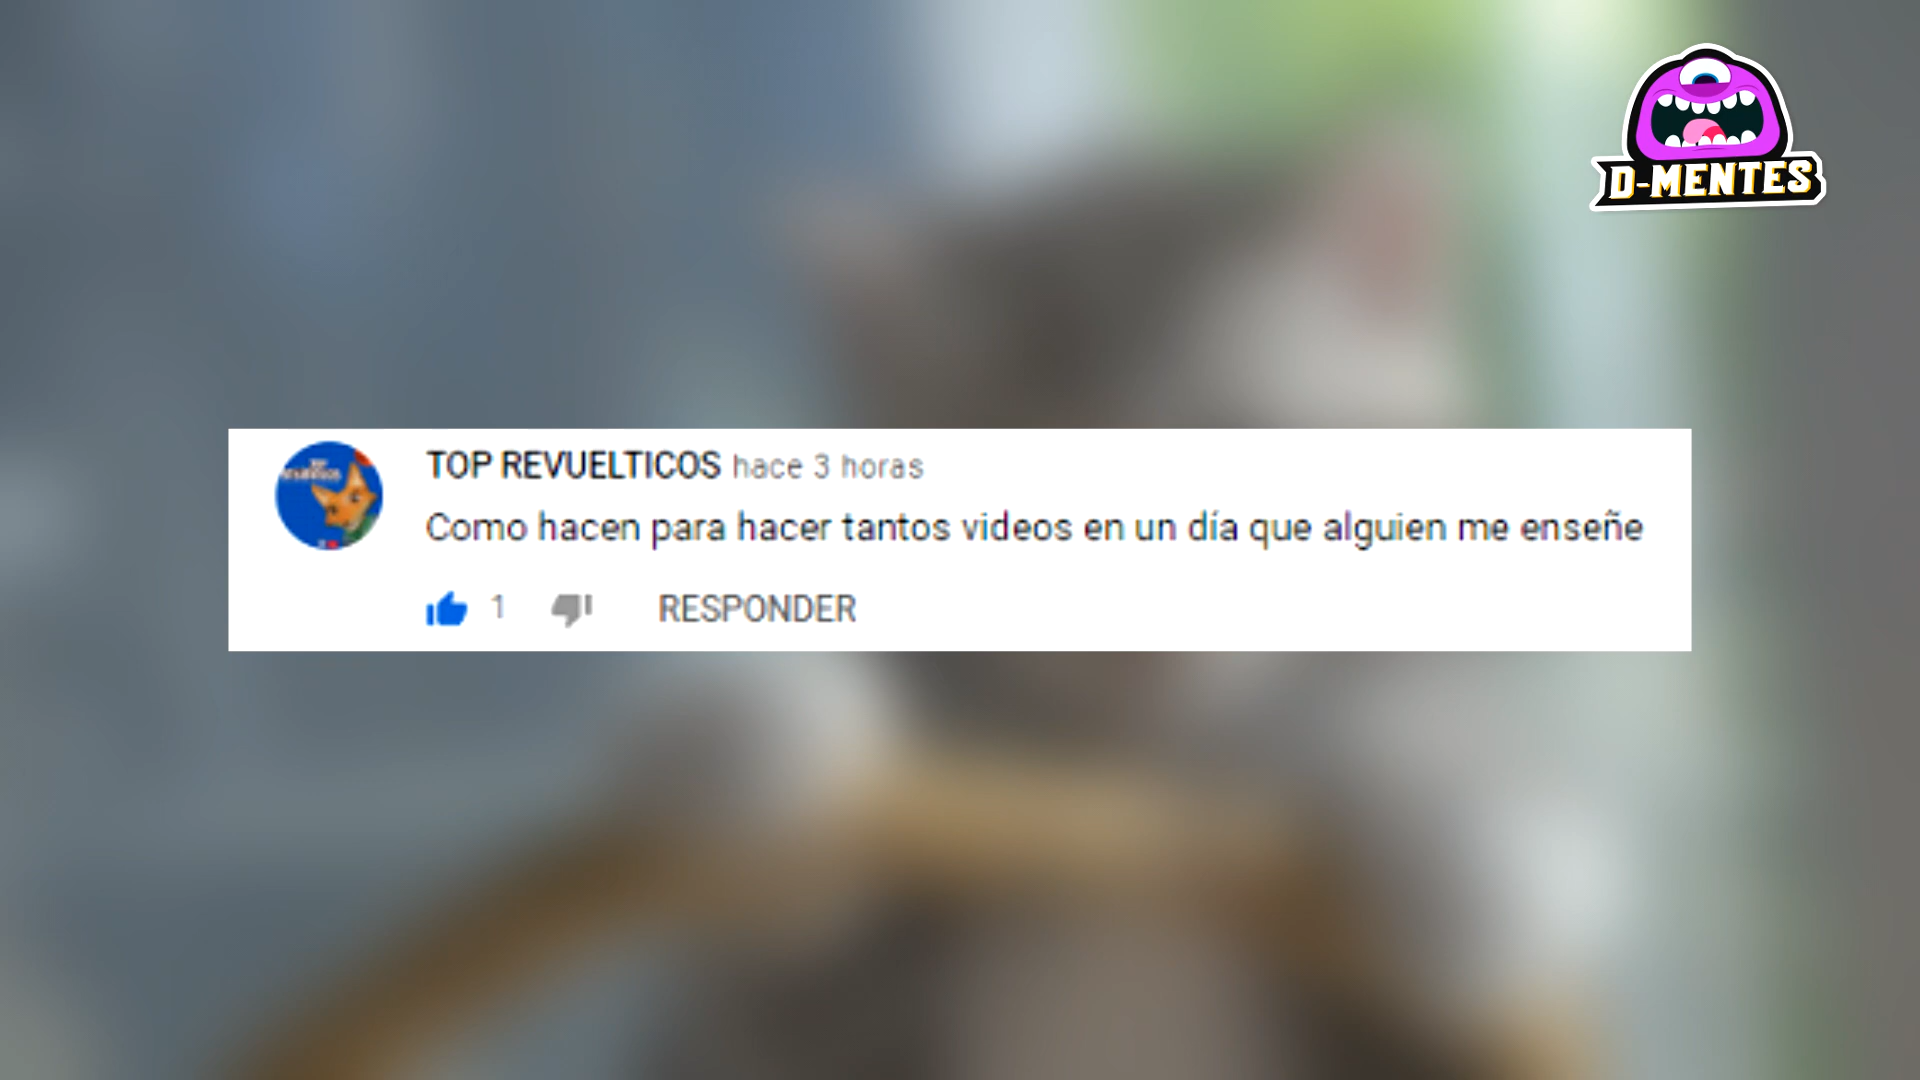 D-MENTES
TOP REVUELTICOS hace 3 horas
Como hacen para hacer tantos videos en un día que alguien me enseñe
1 RESPONDER